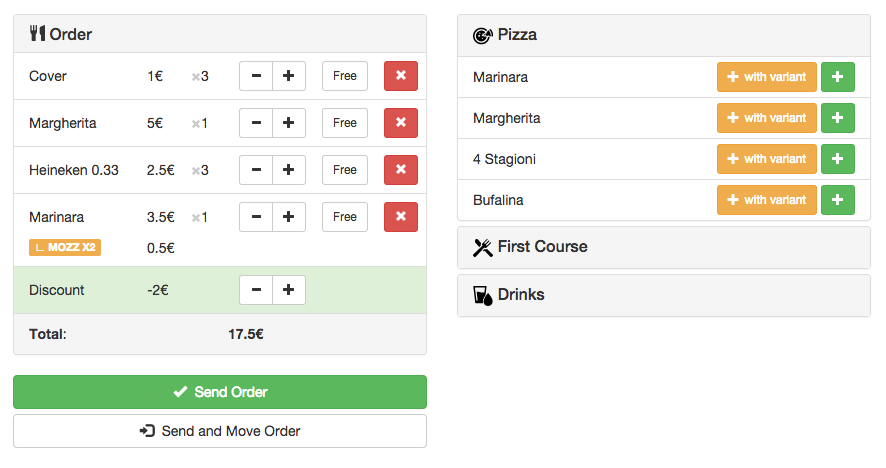 Order
Cover 1€ ×3 Free
Margherita 5€ ×1 Free
Heineken 0.33 2.5€ ×3 Free
Marinara 3.5€ ×1 Free
MOZZ X2 0.5€
Discount -2€
Total: 17.5€
Send Order
Send and Move Order
Pizza
Marinara with variant
Margherita with variant
4 Stagioni with variant
Bufalina with variant
First Course
Drinks